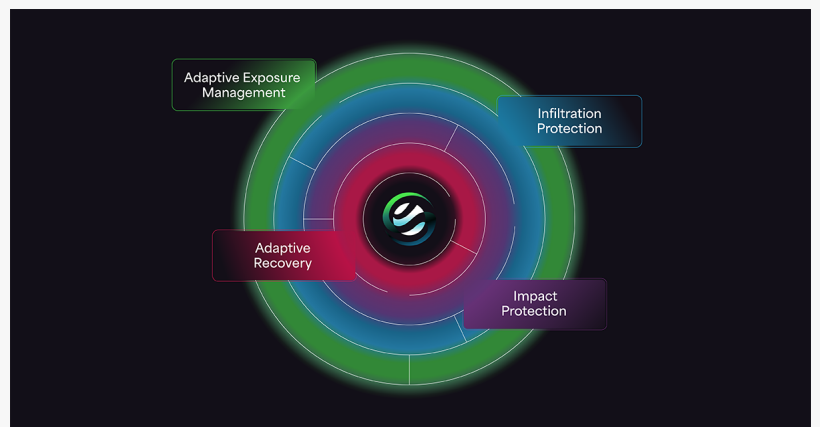 Adaptive Exposure
Management
Infiltration
Protection
Adaptive
Recovery
Impact
Protection